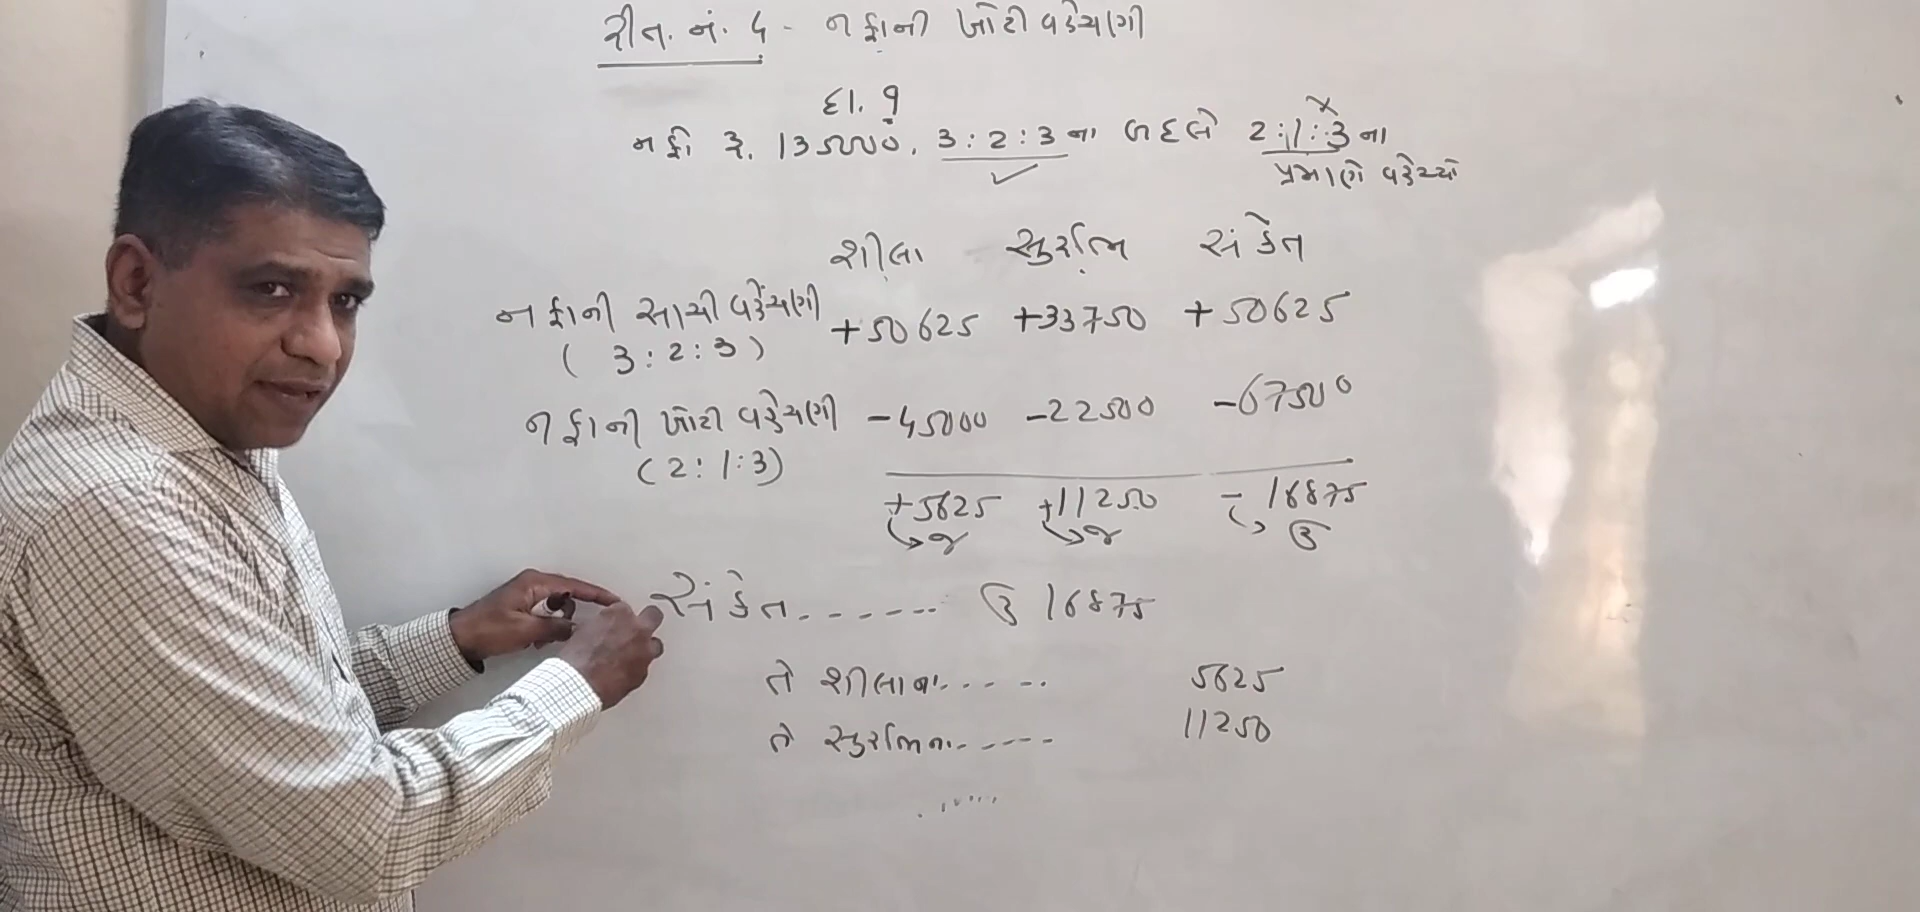 રીત. નં. 5 - નફાની ખોટી વહેંચણી
દા. 1
નફો રૂ. 135000, 3 : 2 : 3 ના બદલે 2 : 1 : 3 ના
પ્રમાણે વહેંચ્યો
શીલા સુરભિ સંકેત
નફાની સાચી વહેંચણી +50625 +33750 +50625
( 3 : 2 : 3 )
નફાની ખોટી વહેંચણી -45000 -22500 -67500
(2 : 1 : 3)
+5625 +11250 - 16875
જ જ ઉ
સંકેત....... ઉ 16875
તે શીલાના...... 5625
તે સુરભિના...... 11250